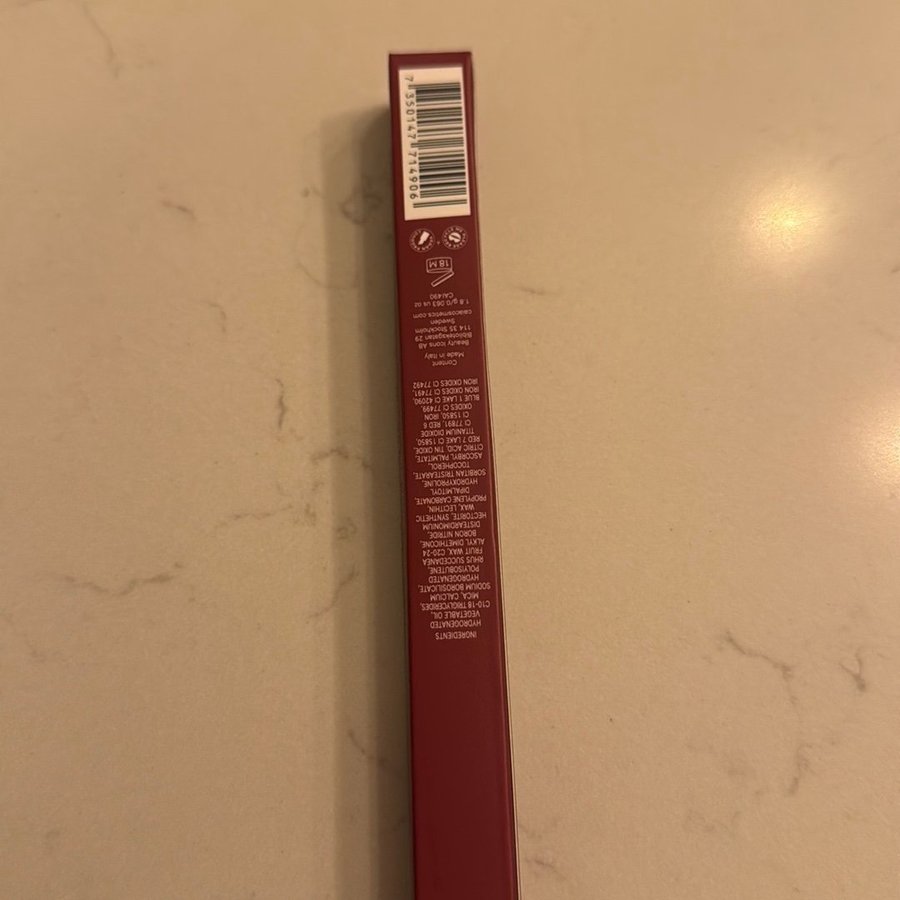 INGREDIENTS
HYDROGENATED
VEGETABLE OIL,
C10-18 TRIGLYCERIDES,
MICA, CALCIUM
SODIUM BOROSILICATE,
HYDROGENATED
POLYISOBUTENE,
RHUS SUCCEDANEA
FRUIT WAX, C20-24
ALKYL DIMETHICONE,
BORON NITRIDE,
DISTEARDIMONIUM
HECTORITE, SYNTHETIC
WAX, LECITHIN,
PROPYLENE CARBONATE,
DIPALMITOYL
HYDROXYPROLINE,
SORBITAN TRISTEARATE,
TOCOPHEROL,
ASCORBYL PALMITATE,
CITRIC ACID, TIN OXIDE,
RED 7 LAKE CI 15850,
TITANIUM DIOXIDE
CI 77891, RED 6
CI 15850, IRON
OXIDES CI 77499,
BLUE 1 LAKE CI 42090,
IRON OXIDES CI 77491,
IRON OXIDES CI 77492
Content
Made in Italy
Beauty Icons AB
Biblioteksgatan 29
114 35 Stockholm
Sweden
caiacosmetics.com
1.8 g/0.063 us oz
CAI490
18 M
7 350147 714906